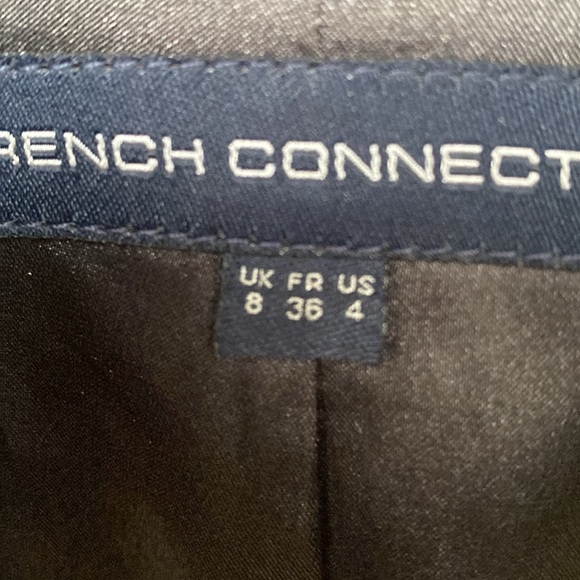 RENCH CONNECT
UK FR US
8 36 4